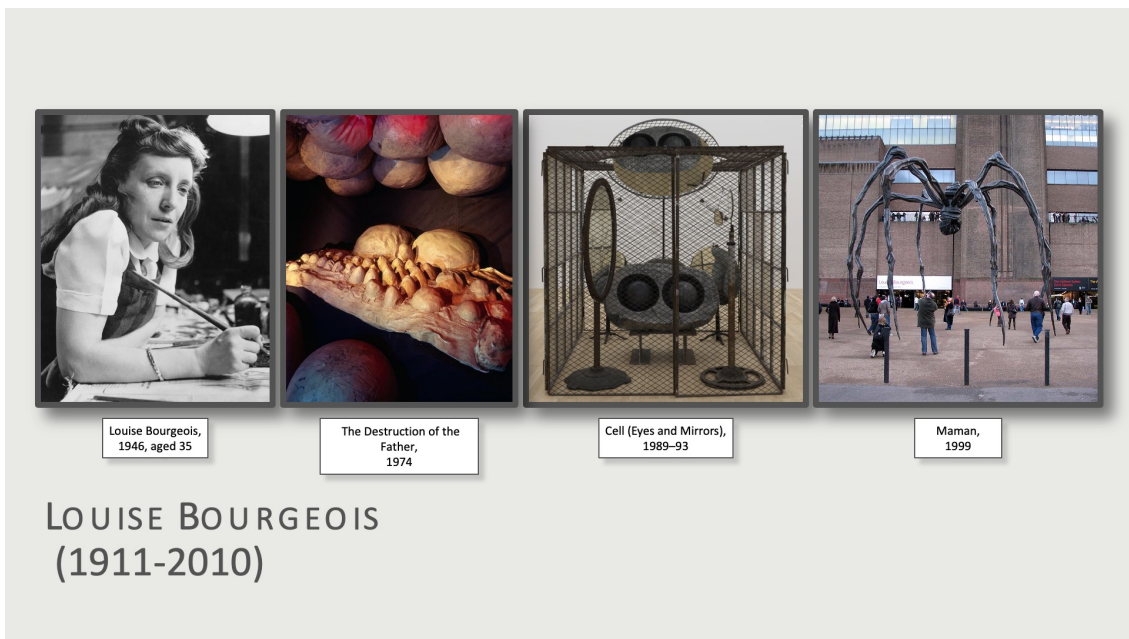 Louise Bourgeois,
1946, aged 35
The Destruction of the
Father,
1974
Cell (Eyes and Mirrors),
1989–93
Maman,
1999
LOUISE BOURGEOIS
(1911-2010)